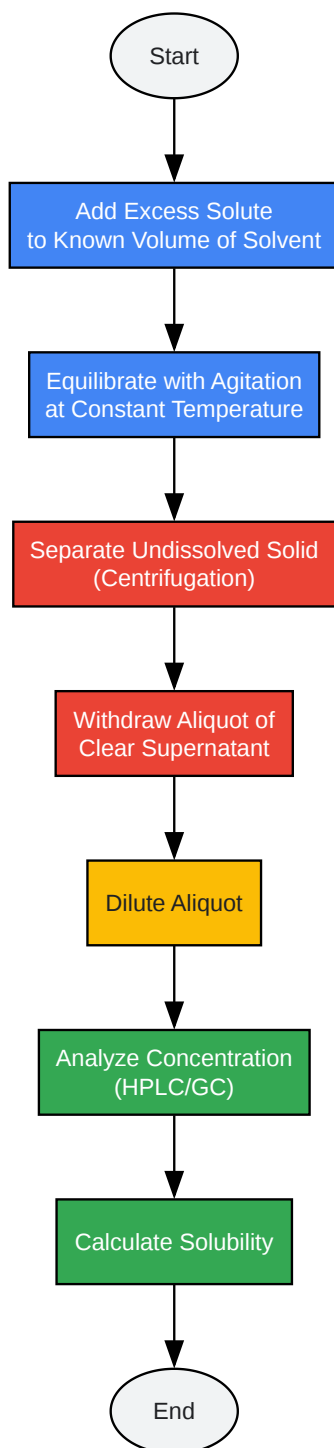 Start
Add Excess Solute
to Known Volume of Solvent
Equilibrate with Agitation
at Constant Temperature
Separate Undissolved Solid
(Centrifugation)
Withdraw Aliquot of
Clear Supernatant
Dilute Aliquot
Analyze Concentration
(HPLC/GC)
Calculate Solubility
End